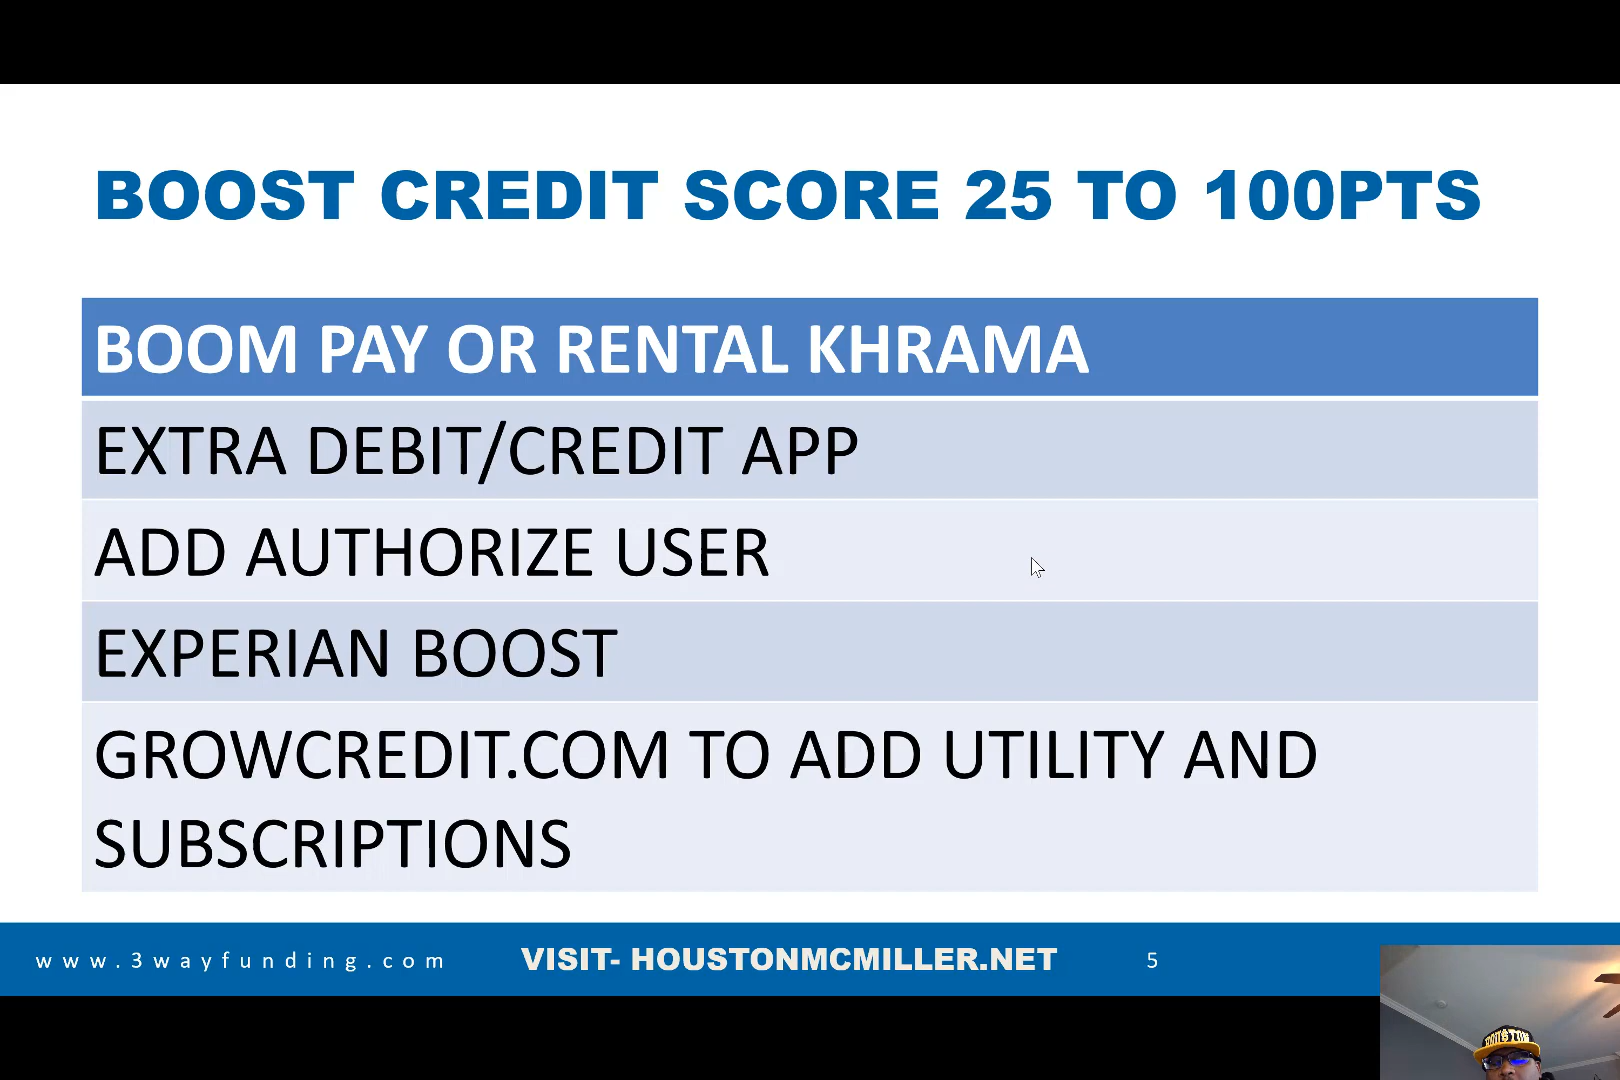 BOOST CREDIT SCORE 25 TO 100PTS
BOOM PAY OR RENTAL KHRAMA
EXTRA DEBIT/CREDIT APP
ADD AUTHORIZE USER
EXPERIAN BOOST
GROWCREDIT.COM TO ADD UTILITY AND
SUBSCRIPTIONS
www.3wayfunding.com VISIT- HOUSTONMCMILLER.NET 5
HOUSTON